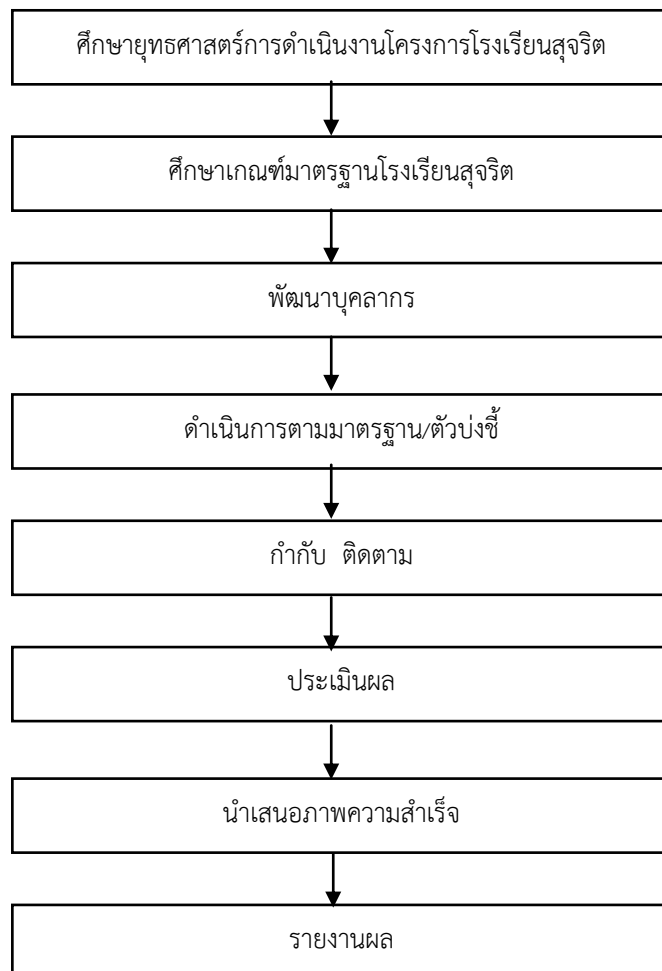 ศึกษายุทธศาสตร์การดำเนินงานโครงการโรงเรียนสุจริต
ศึกษาเกณฑ์มาตรฐานโรงเรียนสุจริต
พัฒนาบุคลากร
ดำเนินการตามมาตรฐาน/ตัวบ่งชี้
กำกับ ติดตาม
ประเมินผล
นำเสนอภาพความสำเร็จ
รายงานผล